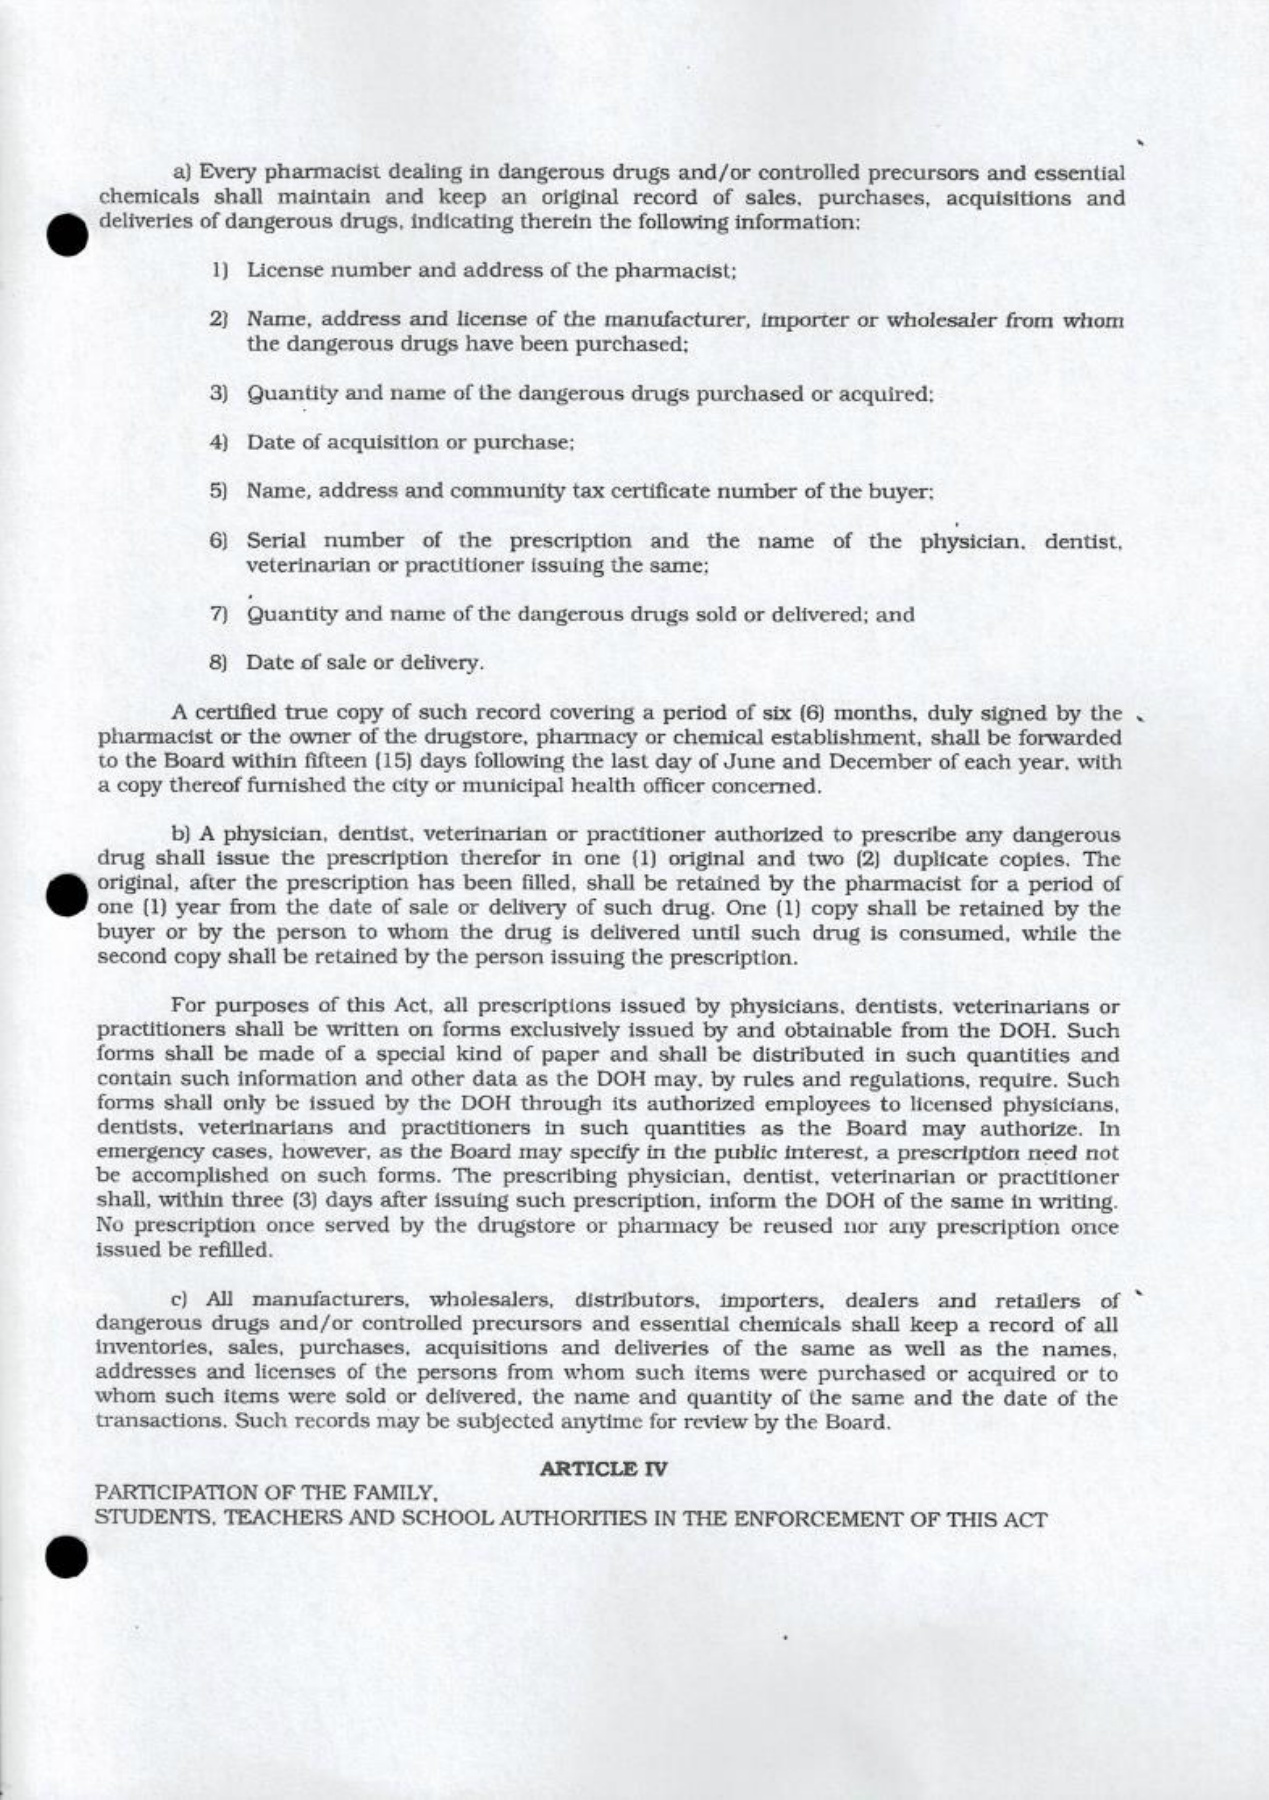 a) Every pharmacist dealing in dangerous drugs and/or controlled precursors and essential
chemicals shall maintain and keep an original record of sales, purchases, acquisitions and
deliveries of dangerous drugs, indicating therein the following information:
1) License number and address of the pharmacist;
2) Name, address and license of the manufacturer, importer or wholesaler from whom
the dangerous drugs have been purchased;
3) Quantity and name of the dangerous drugs purchased or acquired;
4) Date of acquisition or purchase;
5) Name, address and community tax certificate number of the buyer;
6) Serial number of the prescription and the name of the physician, dentist,
veterinarian or practitioner issuing the same;
7) Quantity and name of the dangerous drugs sold or delivered; and
8) Date of sale or delivery.
A certified true copy of such record covering a period of six (6) months, duly signed by the
pharmacist or the owner of the drugstore, pharmacy or chemical establishment, shall be forwarded
to the Board within fifteen (15) days following the last day of June and December of each year, with
a copy thereof furnished the city or municipal health officer concerned.
b) A physician, dentist, veterinarian or practitioner authorized to prescribe any dangerous
drug shall issue the prescription therefor in one (1) original and two (2) duplicate copies. The
original, after the prescription has been filled, shall be retained by the pharmacist for a period of
one (1) year from the date of sale or delivery of such drug. One (1) copy shall be retained by the
buyer or by the person to whom the drug is delivered until such drug is consumed, while the
second copy shall be retained by the person issuing the prescription.
For purposes of this Act, all prescriptions issued by physicians, dentists, veterinarians or
practitioners shall be written on forms exclusively issued by and obtainable from the DOH. Such
forms shall be made of a special kind of paper and shall be distributed in such quantities and
contain such information and other data as the DOH may, by rules and regulations, require. Such
forms shall only be issued by the DOH through its authorized employees to licensed physicians,
dentists, veterinarians and practitioners in such quantities as the Board may authorize. In
emergency cases, however, as the Board may specify in the public interest, a prescription need not
be accomplished on such forms. The prescribing physician, dentist, veterinarian or practitioner
shall, within three (3) days after issuing such prescription, inform the DOH of the same in writing.
No prescription once served by the drugstore or pharmacy be reused nor any prescription once
issued be refilled.
c) All manufacturers, wholesalers, distributors, importers, dealers and retailers of
dangerous drugs and/or controlled precursors and essential chemicals shall keep a record of all
inventories, sales, purchases, acquisitions and deliveries of the same as well as the names,
addresses and licenses of the persons from whom such items were purchased or acquired or to
whom such items were sold or delivered, the name and quantity of the same and the date of the
transactions. Such records may be subjected anytime for review by the Board.
ARTICLE IV
PARTICIPATION OF THE FAMILY,
STUDENTS, TEACHERS AND SCHOOL AUTHORITIES IN THE ENFORCEMENT OF THIS ACT